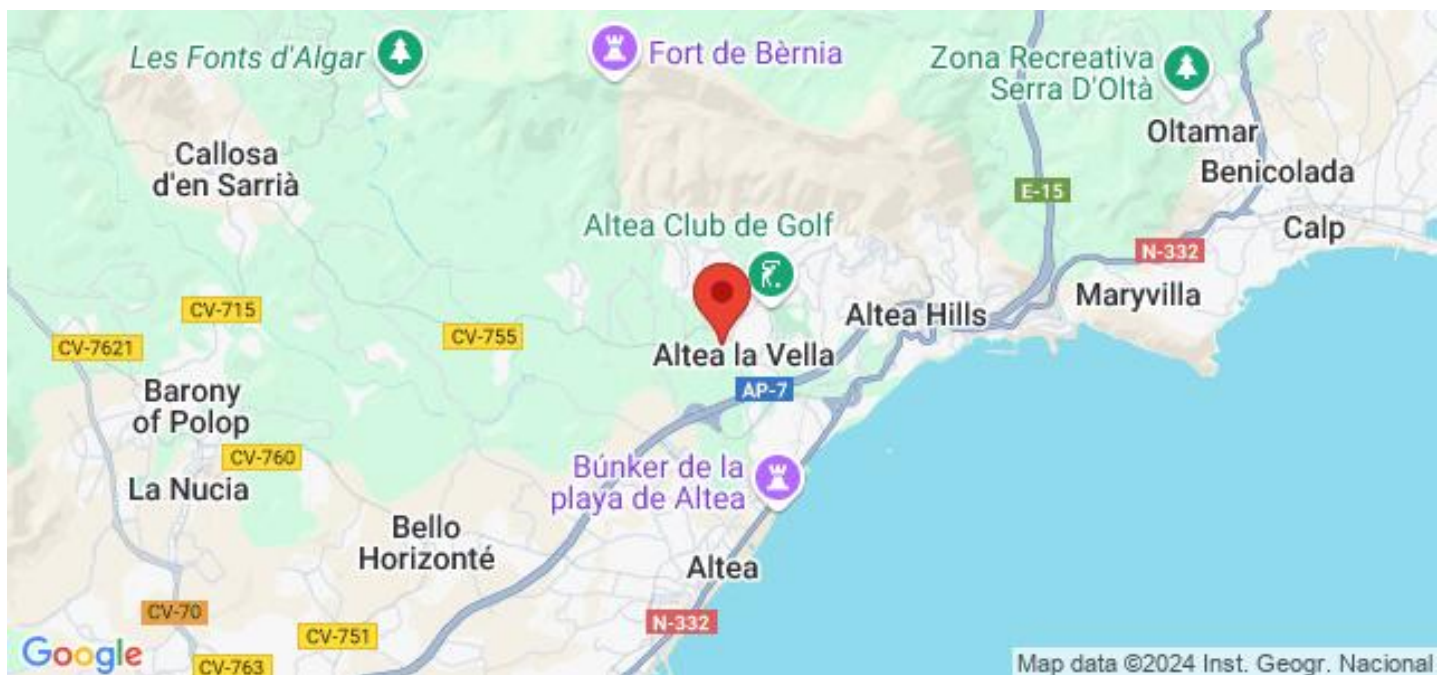 Les Fonts d'Algar
Fort de Bèrnia
Zona Recreativa
Serra D'Oltà
Oltamar
Callosa
d'en Sarrià
Benicolada
E-15
Altea Club de Golf
Calp
N-332
Maryvilla
CV-715
Altea Hills
CV-755
CV-7621
Altea la Vella
AP-7
Barony
of Polop
CV-760
Búnker de la
playa de Altea
La Nucia
Bello
Horizonté
Altea
CV-70
N-332
CV-751
Google
CV-763
Map data ©2024 Inst. Geogr. Nacional